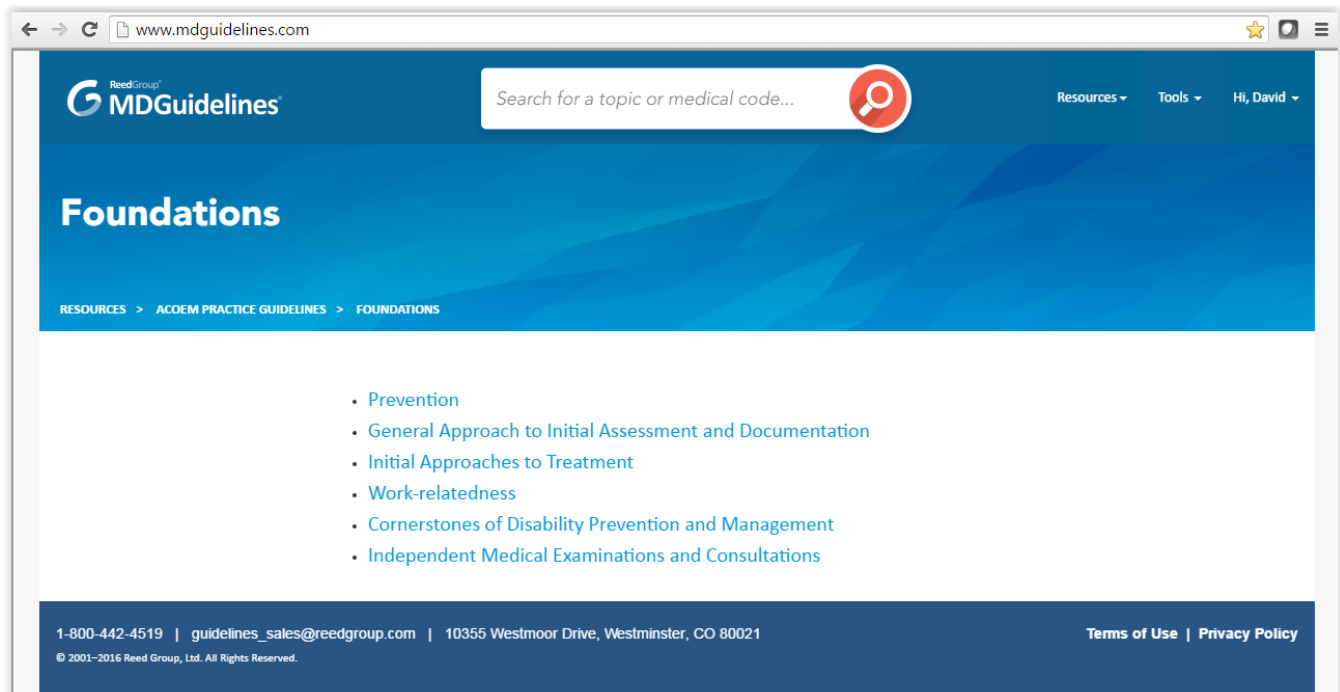 www.mdguidelines.com
ReedGroup®
MDGuidelines®
Search for a topic or medical code...
Resources
Tools
Hi, David
Foundations
RESOURCES > ACOEM PRACTICE GUIDELINES > FOUNDATIONS
• Prevention
• General Approach to Initial Assessment and Documentation
• Initial Approaches to Treatment
• Work-relatedness
• Cornerstones of Disability Prevention and Management
• Independent Medical Examinations and Consultations
1-800-442-4519 | guidelines_sales@reedgroup.com | 10355 Westmoor Drive, Westminster, CO 80021
Terms of Use | Privacy Policy
© 2001–2016 Reed Group, Ltd. All Rights Reserved.